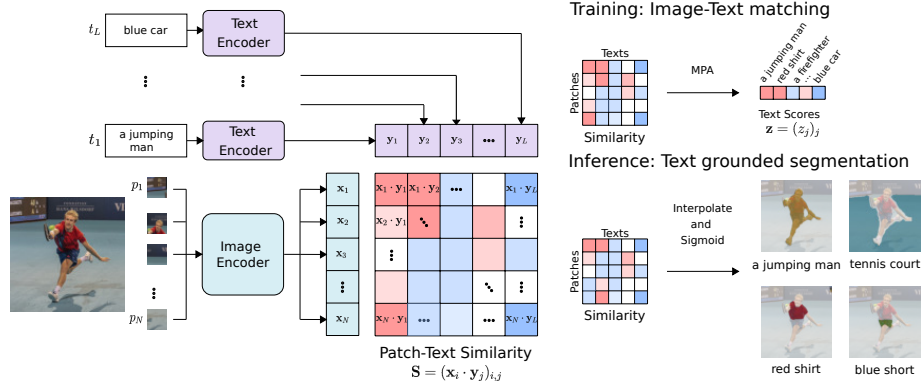 t_L
blue car
Text
Encoder
t_1
a jumping
man
Text
Encoder
y_1
y_2
y_3
y_L
p_1
p_N
Image
Encoder
x_1
x_2
x_3
x_N
x_1 · y_1
x_1 · y_2
x_1 · y_L
x_2 · y_1
x_N · y_1
x_N · y_L
Patch-Text Similarity
S = (x_i · y_j)_{i,j}
Training: Image-Text matching
Texts
Patches
Similarity
MPA
a jumping man
red shirt
a firefighter
...
blue car
Text Scores
z = (z_j)_j
Inference: Text grounded segmentation
Texts
Patches
Similarity
Interpolate
and
Sigmoid
a jumping man
tennis court
red shirt
blue short